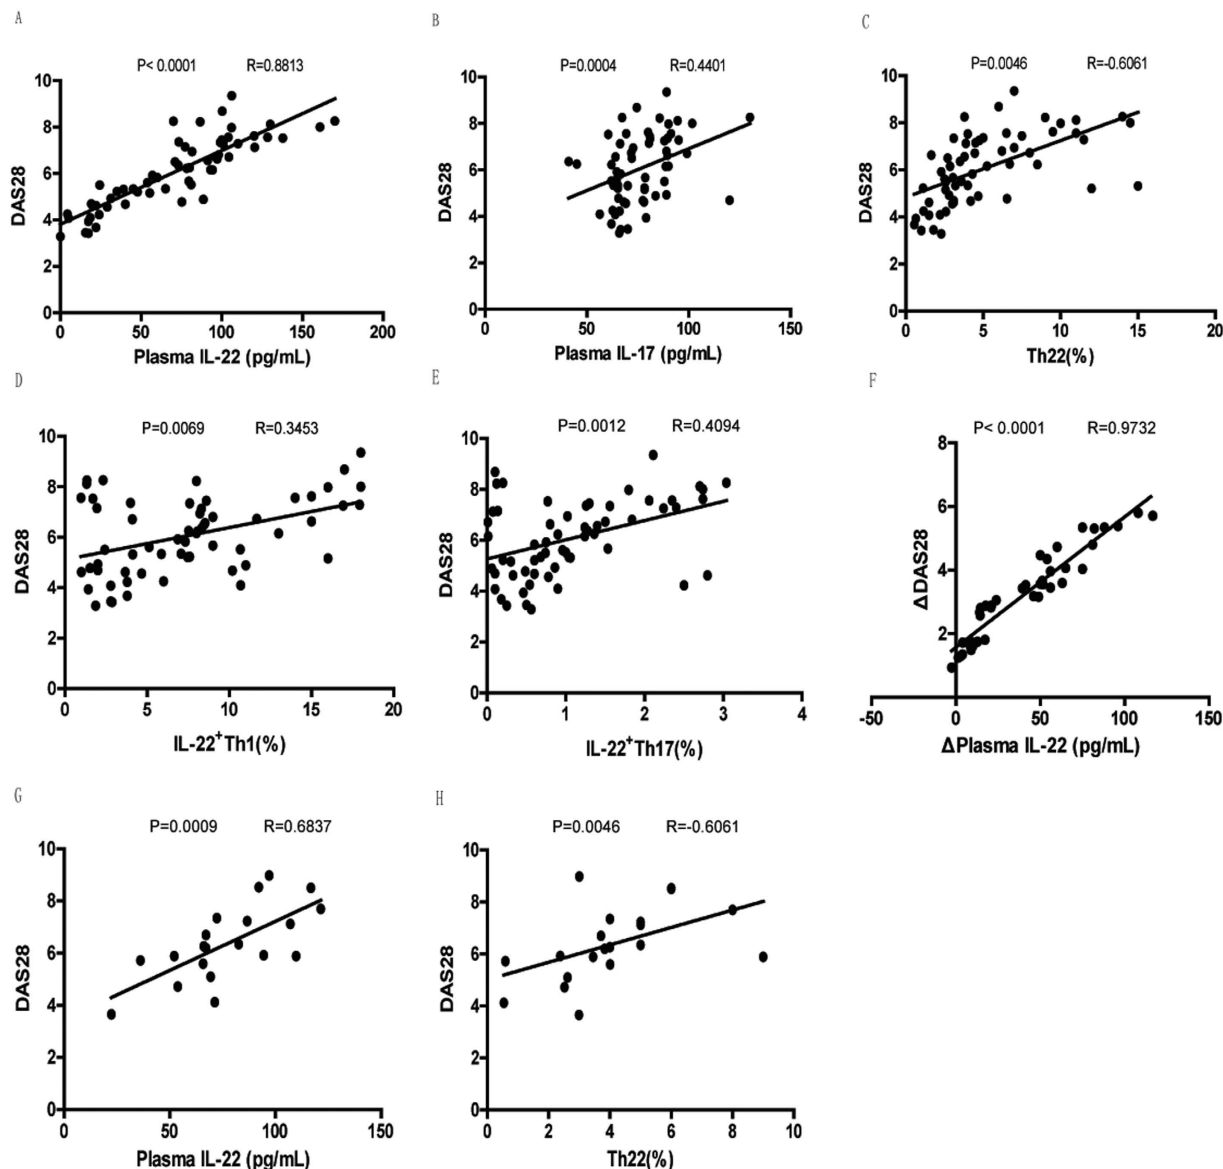 A
P< 0.0001 R=0.8813
DAS28
10
8
6
4
2
0
0 50 100 150 200
Plasma IL-22 (pg/mL)
B
P=0.0004 R=0.4401
DAS28
10
8
6
4
2
0
0 50 100 150
Plasma IL-17 (pg/mL)
C
P=0.0046 R=-0.6061
DAS28
10
8
6
4
2
0
0 5 10 15 20
Th22(%)
D
P=0.0069 R=0.3453
DAS28
10
8
6
4
2
0
0 5 10 15 20
IL-22+Th1(%)
E
P=0.0012 R=0.4094
DAS28
10
8
6
4
2
0
0 1 2 3 4
IL-22+Th17(%)
F
P< 0.0001 R=0.9732
ΔDAS28
8
6
4
2
-50 0 50 100 150
ΔPlasma IL-22 (pg/mL)
G
P=0.0009 R=0.6837
DAS28
10
8
6
4
2
0
0 50 100 150
Plasma IL-22 (pg/mL)
H
P=0.0046 R=-0.6061
DAS28
10
8
6
4
2
0
0 2 4 6 8 10
Th22(%)